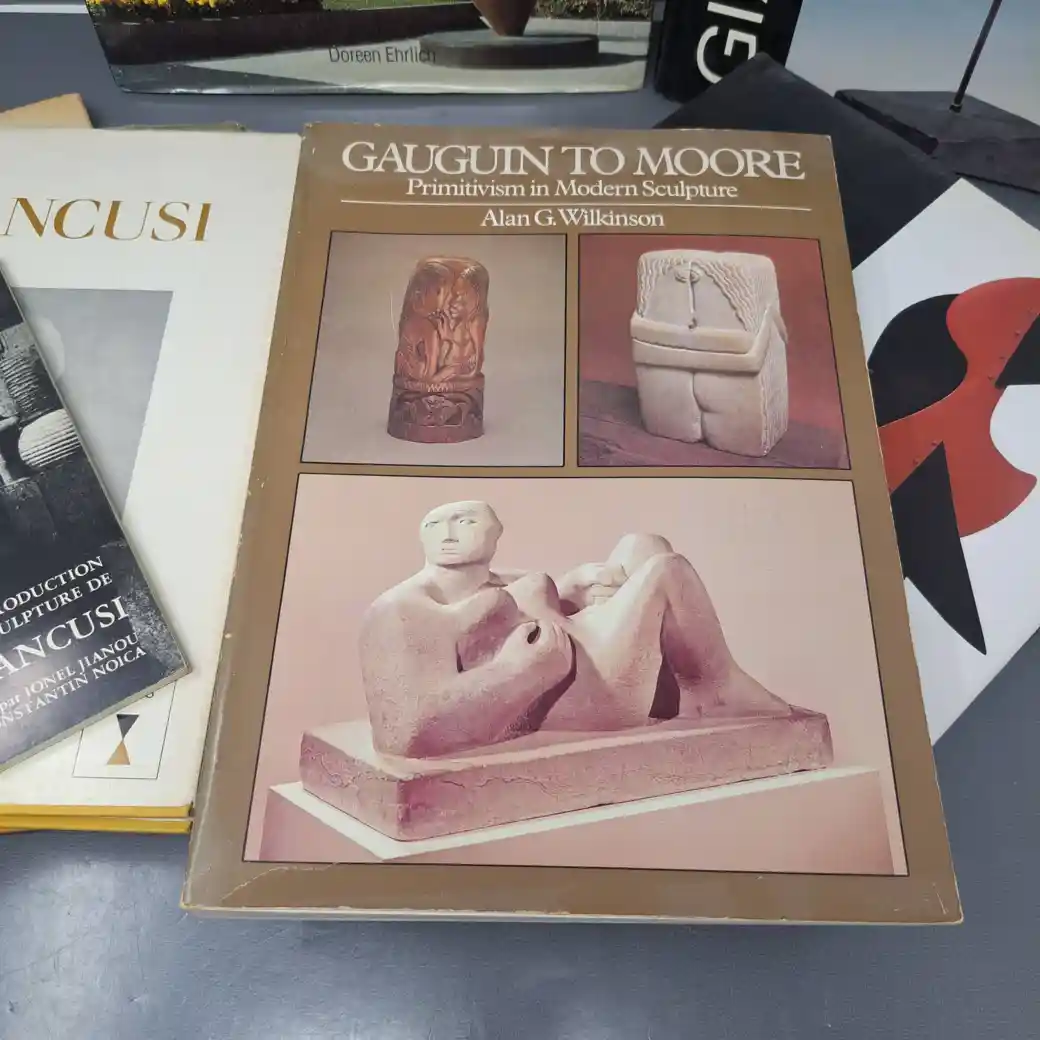 Doreen Ehrlich
GIA
NCUSI
GAUGUIN TO MOORE
Primitivism in Modern Sculpture
Alan G. Wilkinson
RODUCTION
ULPTURE DE
ANCUSI
par IONEL JIANOU
NSTANTIN NOICA